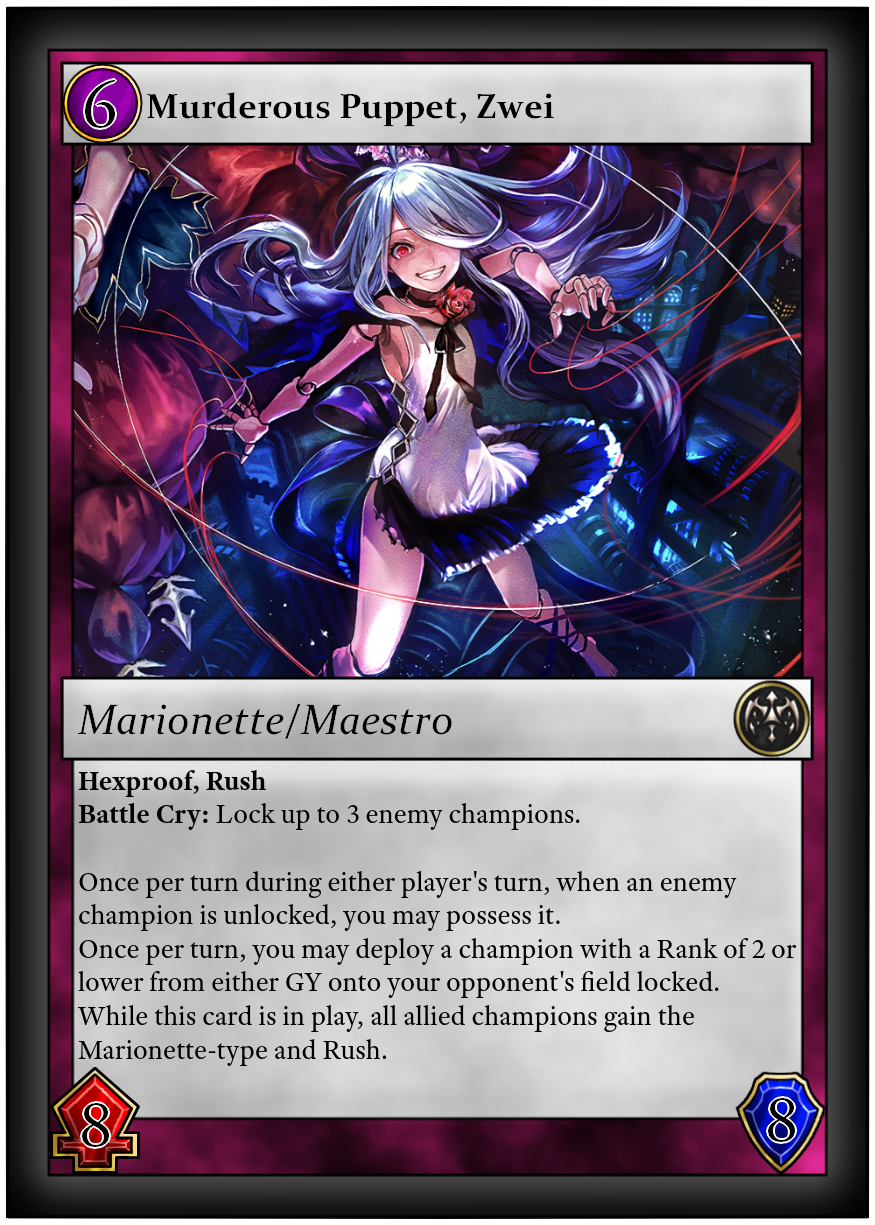 6
Murderous Puppet, Zwei
Marionette/Maestro
Hexproof, Rush
Battle Cry: Lock up to 3 enemy champions.
Once per turn during either player's turn, when an enemy
champion is unlocked, you may possess it.
Once per turn, you may deploy a champion with a Rank of 2 or
lower from either GY onto your opponent's field locked.
While this card is in play, all allied champions gain the
Marionette-type and Rush.
8
8